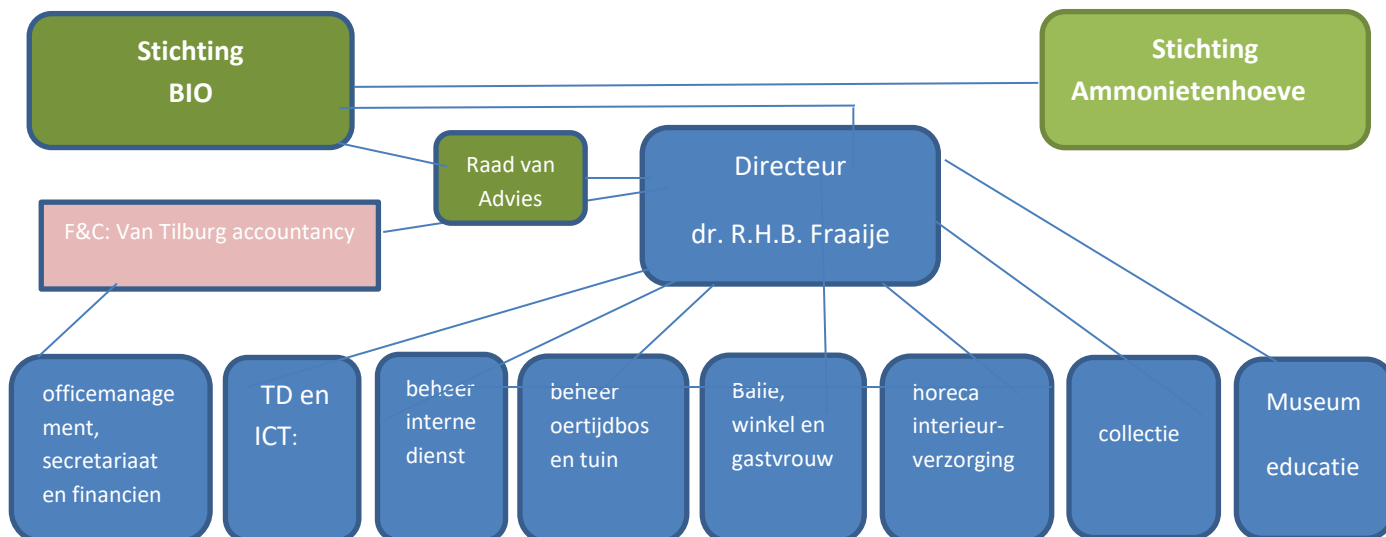 Stichting
BIO
Stichting
Ammonietenhoeve
Raad van
Advies
Directeur
dr. R.H.B. Fraaije
F&C: Van Tilburg accountancy
officemanage
ment,
secretariaat
en financien
TD en
ICT:
beheer
interne
dienst
beheer
oertijdbos
en tuin
Balie,
winkel en
gastvrouw
horeca
interieur-
verzorging
collectie
Museum
educatie